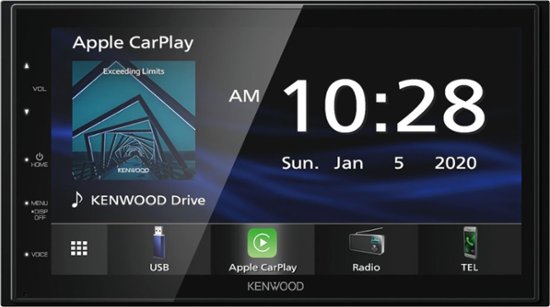 Apple CarPlay
Exceeding Limits
KENWOOD
KENWOOD Drive
AM 10:28
Sun. Jan 5 2020
VOL
HOME
MENU
DISP
OFF
VOICE
USB
Apple CarPlay
Radio
TEL
KENWOOD